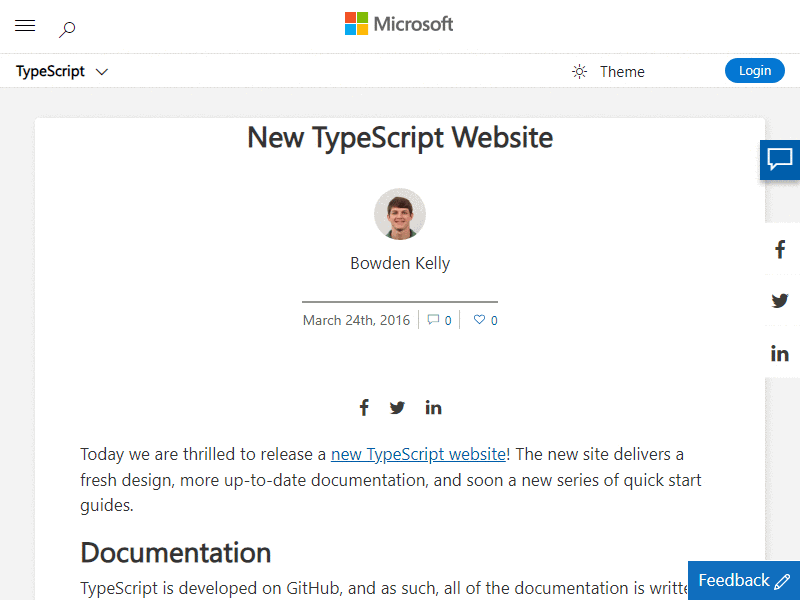 Microsoft
TypeScript
Theme
Login
New TypeScript Website
Bowden Kelly
March 24th, 2016
0
0
Today we are thrilled to release a new TypeScript website! The new site delivers a
fresh design, more up-to-date documentation, and soon a new series of quick start
guides.
Documentation
TypeScript is developed on GitHub, and as such, all of the documentation is
Feedback